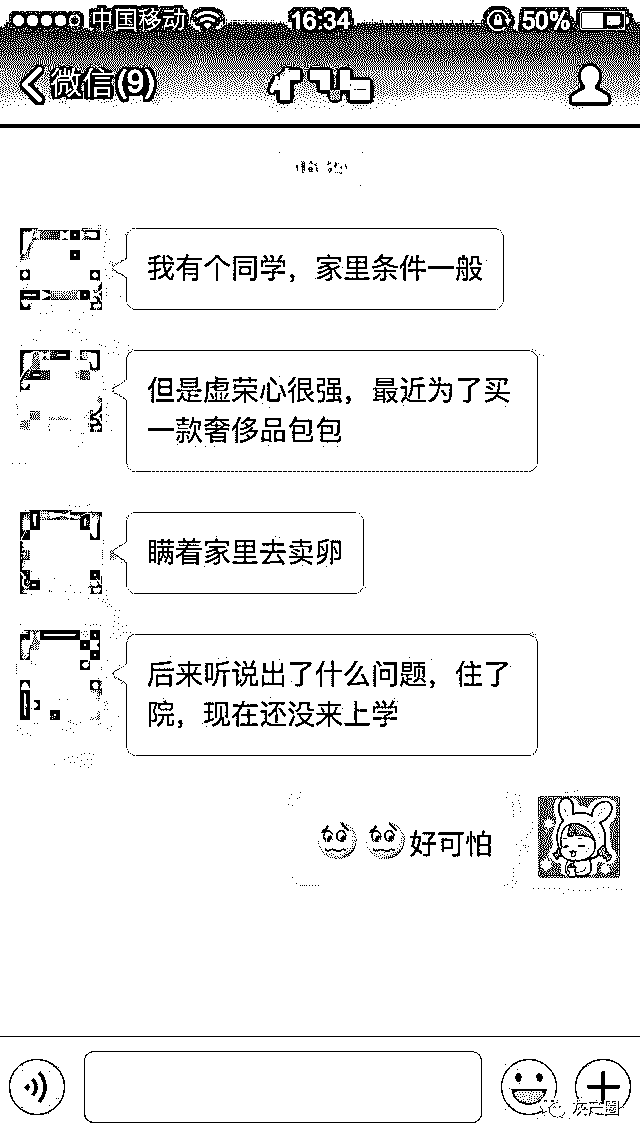 中国移动
16:34
50%
微信(9)
我有个同学，家里条件一般
但是虚荣心很强，最近为了买
一款奢侈品包包
瞒着家里去卖卵
后来听说出了什么问题，住了
院，现在还没来上学
好可怕
灰产圈